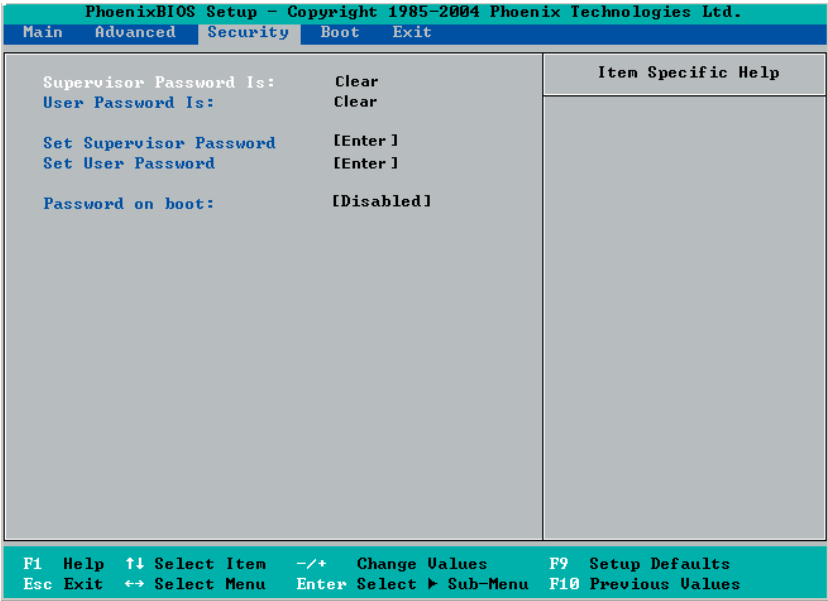 PhoenixBIOS Setup – Copyright 1985–2004 Phoenix Technologies Ltd.
Main Advanced Security Boot Exit
Item Specific Help
Supervisor Password Is: Clear
User Password Is: Clear
Set Supervisor Password [Enter]
Set User Password [Enter]
Password on boot: [Disabled]
F1 Help ↑↓ Select Item -/+ Change Values F9 Setup Defaults
Esc Exit ↔ Select Menu Enter Select ▶ Sub-Menu F10 Previous Values